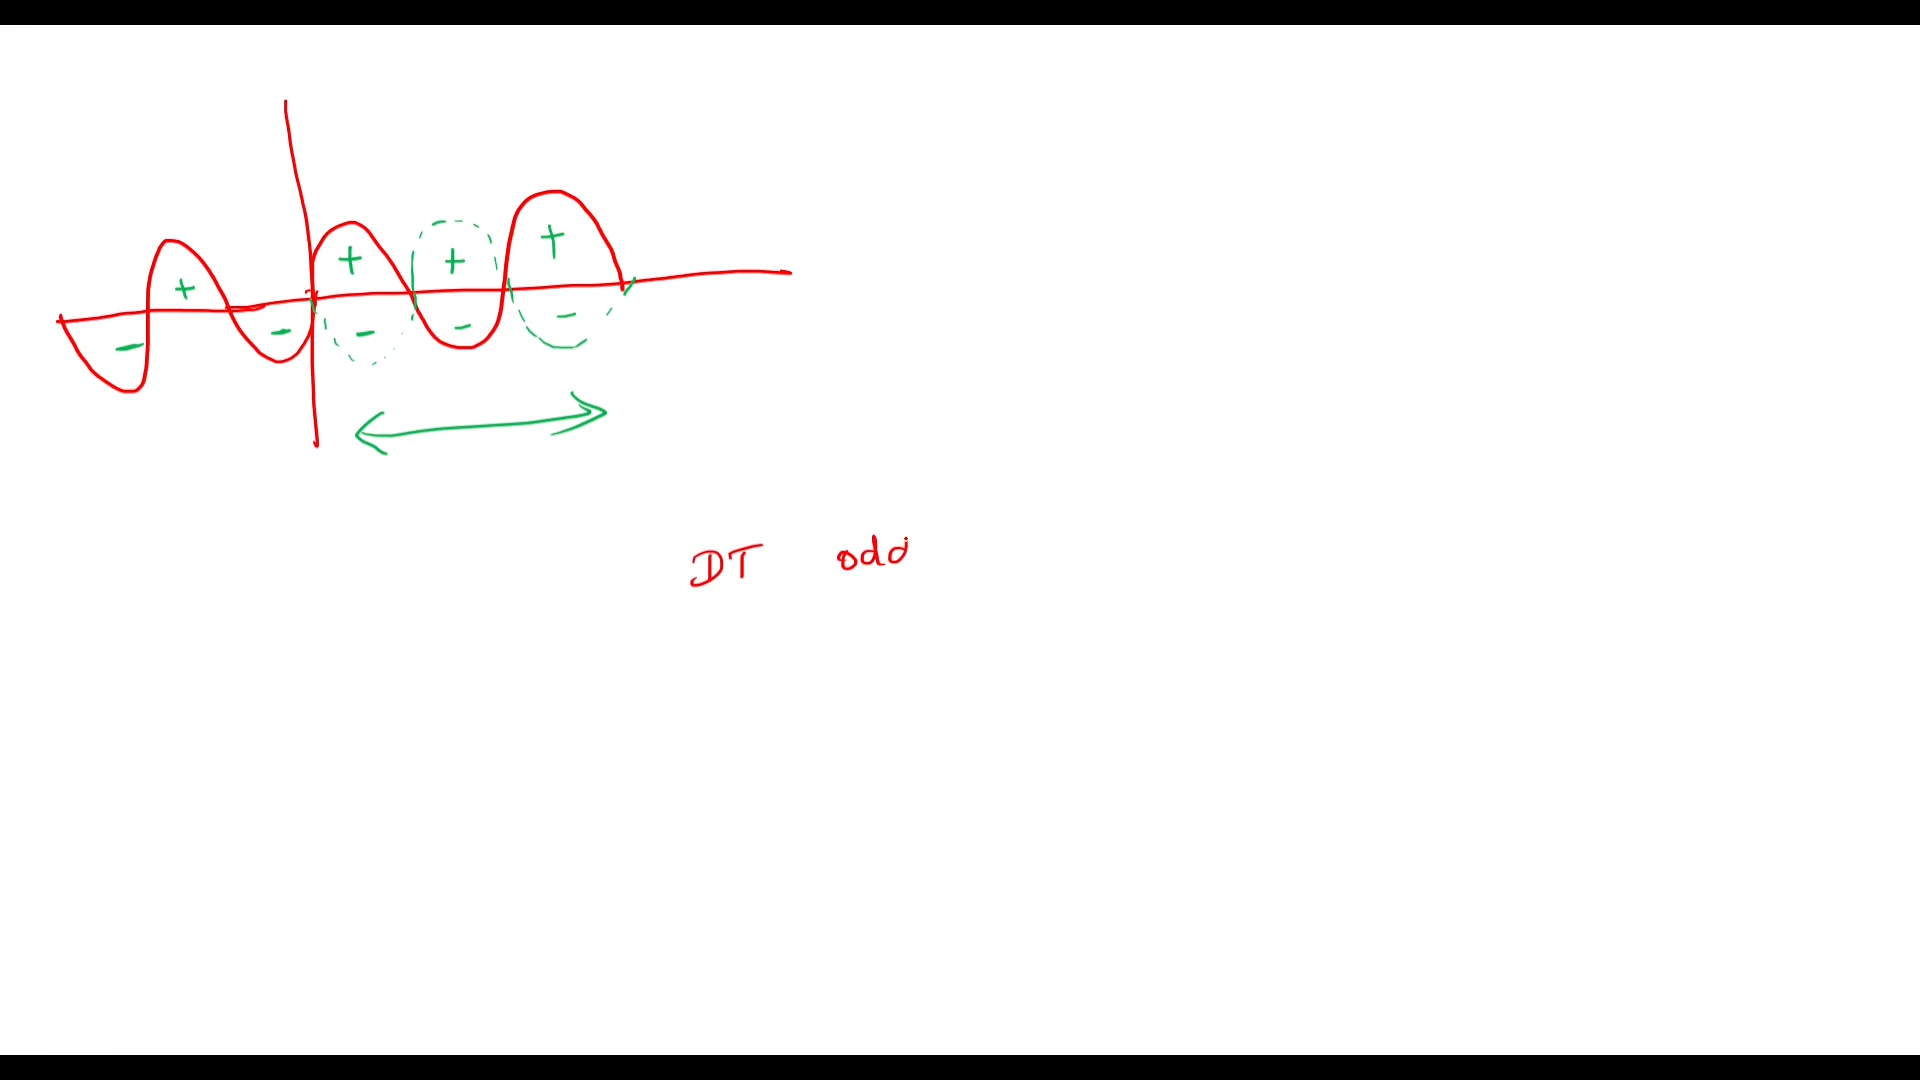 + + +
+ - - - - -
-
DT odd